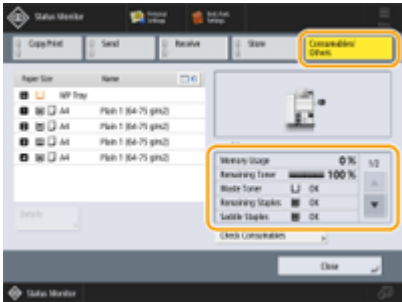 Status Monitor
Copy/Print
Send
Receive
Store
Consumables/
Others
Paper Size
Name
MP Tray
A4
Plain 1 (64-75 g/m2)
A4
Plain 1 (64-75 g/m2)
A4
Plain 1 (64-75 g/m2)
A4
Plain 1 (64-75 g/m2)
Memory Usage 0 %
Remaining Toner 100 %
Waste Toner OK
Remaining Staples OK
Saddle Staples OK
1/2
Details
Check Consumables
Close
Status Monitor